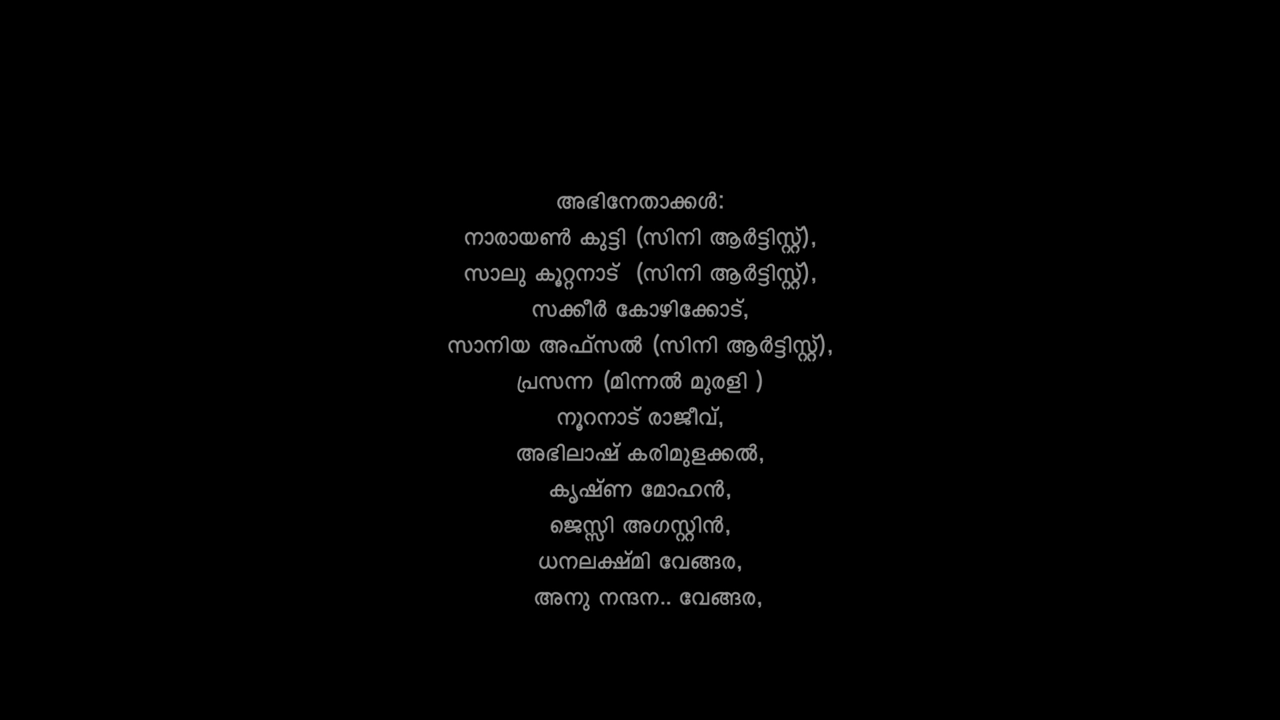 അഭിനേതാക്കൾ:
നാരായൺ കുട്ടി (സിനി ആർട്ടിസ്റ്റ്),
സാലു കൂറ്റനാട് (സിനി ആർട്ടിസ്റ്റ്),
സക്കീർ കോഴിക്കോട്,
സാനിയ അഫ്സൽ (സിനി ആർട്ടിസ്റ്റ്),
പ്രസന്ന (മിന്നൽ മുരളി )
നൂറനാട് രാജീവ്,
അഭിലാഷ് കരിമുളക്കൽ,
കൃഷ്ണ മോഹൻ,
ജെസ്സി അഗസ്റ്റിൻ,
ധനലക്ഷ്മി വേങ്ങര,
അനു നന്ദന.. വേങ്ങര,